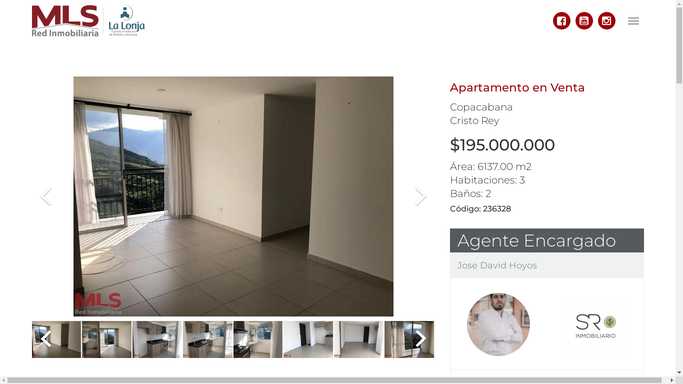 MLS
Red Inmobiliaria
La Lonja
Apartamento en Venta
Copacabana
Cristo Rey
$195.000.000
Área: 6137.00 m2
Habitaciones: 3
Baños: 2
Código: 236328
Agente Encargado
Jose David Hoyos
MLS
Red Inmobiliaria
SR
INMOBILIARIO